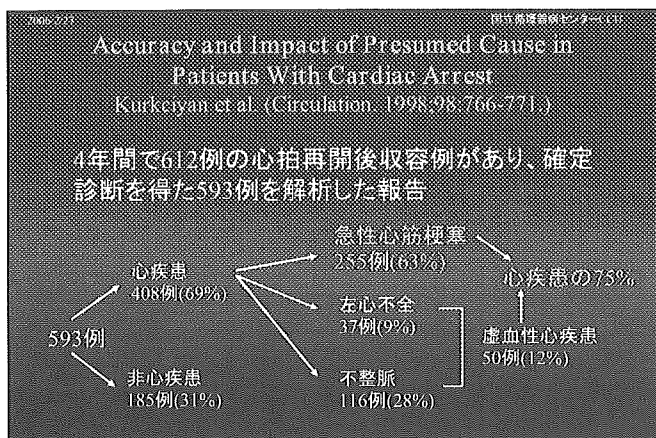 2006/2/23
国立循環器病センターCCU
Accuracy and Impact of Presumed Cause in
Patients With Cardiac Arrest
Kurkciyan et al. (Circulation. 1998;98:766-771.)
4年間で612例の心拍再開後収容例があり、確定
診断を得た593例を解析した報告
急性心筋梗塞
255例(63%)
心疾患
408例(69%)
心疾患の75%
左心不全
37例(9%)
虚血性心疾患
50例(12%)
593例
非心疾患
185例(31%)
不整脈
116例(28%)